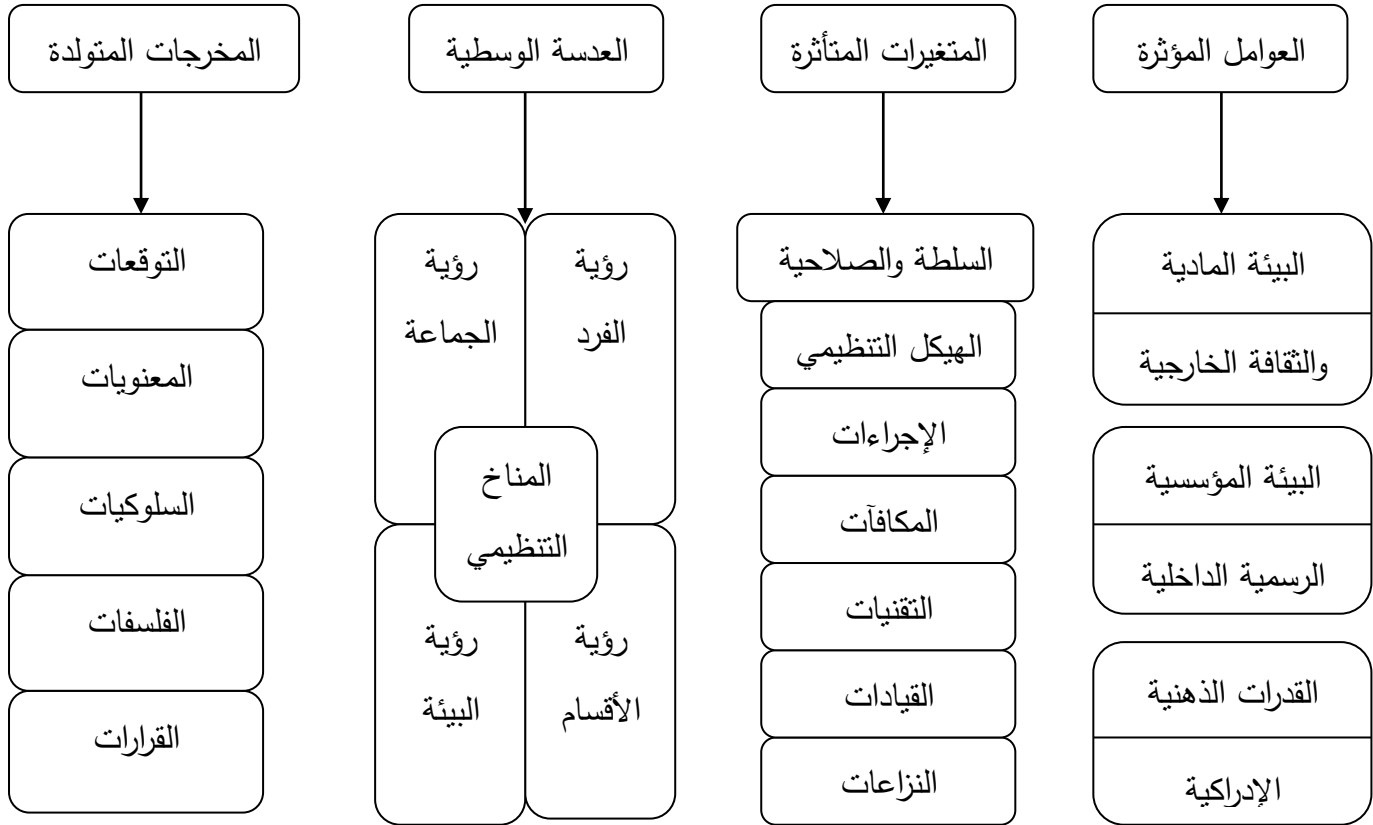 العوامل المؤثرة
المتغيرات المتأثرة
العدسة الوسطية
المخرجات المتولدة
البيئة المادية
والثقافة الخارجية
البيئة المؤسسية
الرسمية الداخلية
القدرات الذهنية
الإدراكية
السلطة والصلاحية
الهيكل التنظيمي
الإجراءات
المكافآت
التقنيات
القيادات
النزاعات
رؤية
الفرد
رؤية
الجماعة
المناخ
التنظيمي
رؤية
الأقسام
رؤية
البيئة
التوقعات
المعنويات
السلوكيات
الفلسفات
القرارات